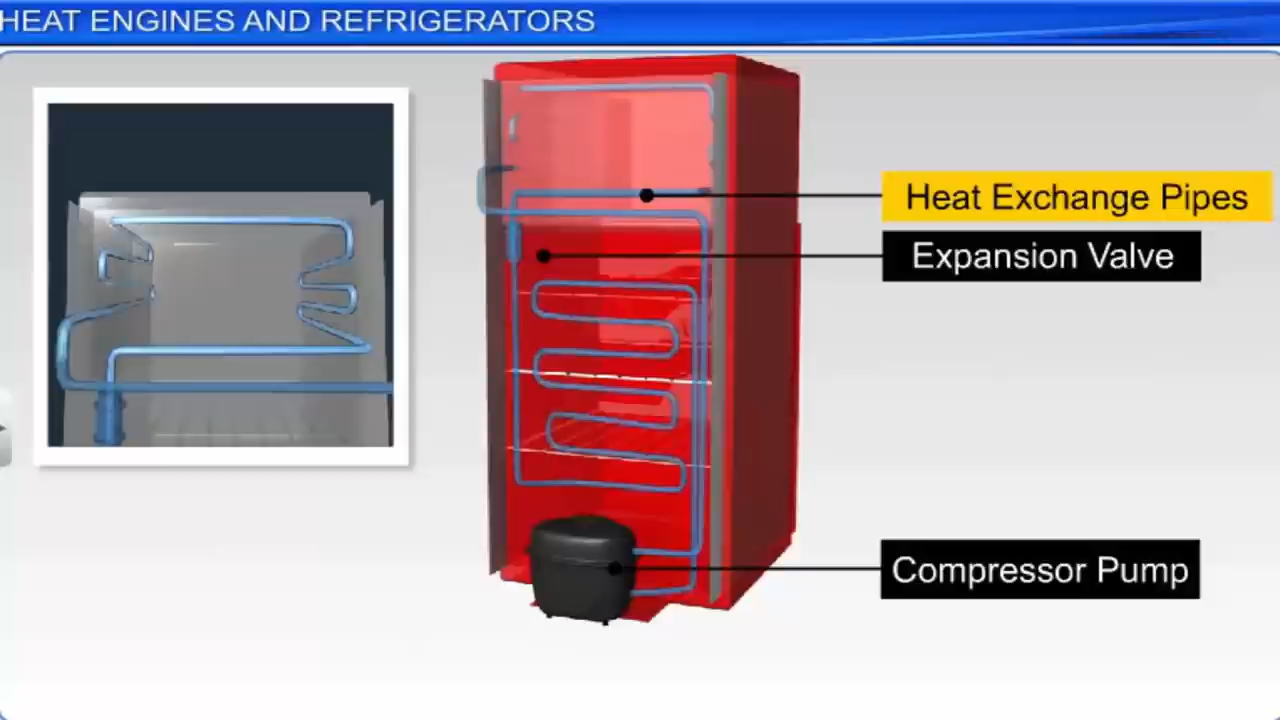 HEAT ENGINES AND REFRIGERATORS
Heat Exchange Pipes
Expansion Valve
Compressor Pump